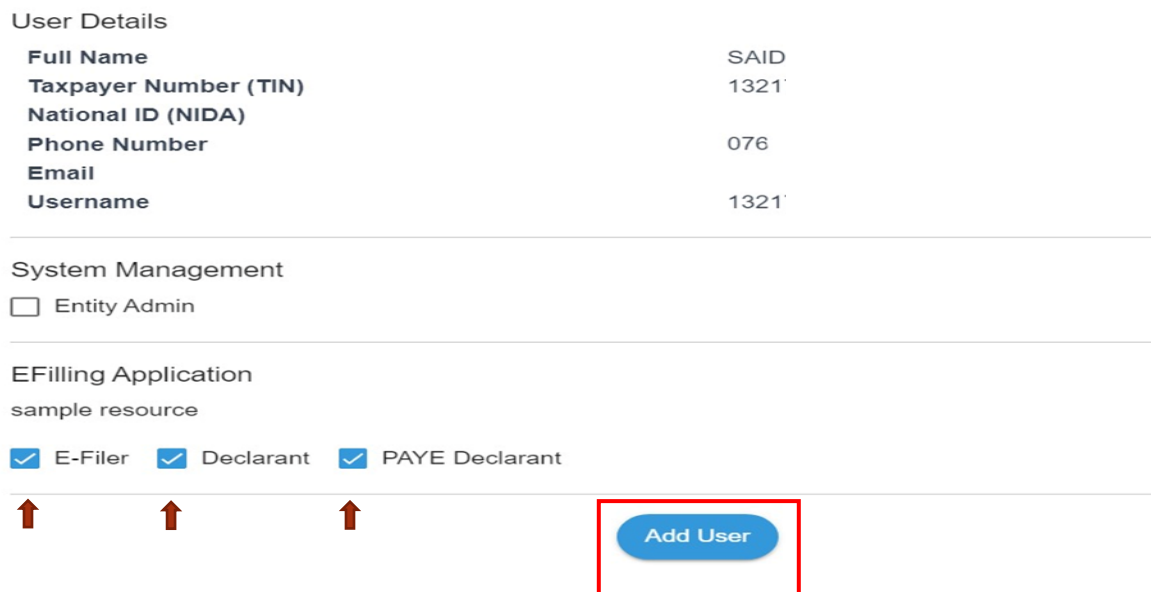 User Details
Full Name SAID
Taxpayer Number (TIN) 1321
National ID (NIDA)
Phone Number 076
Email
Username 1321
System Management
Entity Admin
EFilling Application
sample resource
E-Filer Declarant PAYE Declarant
Add User